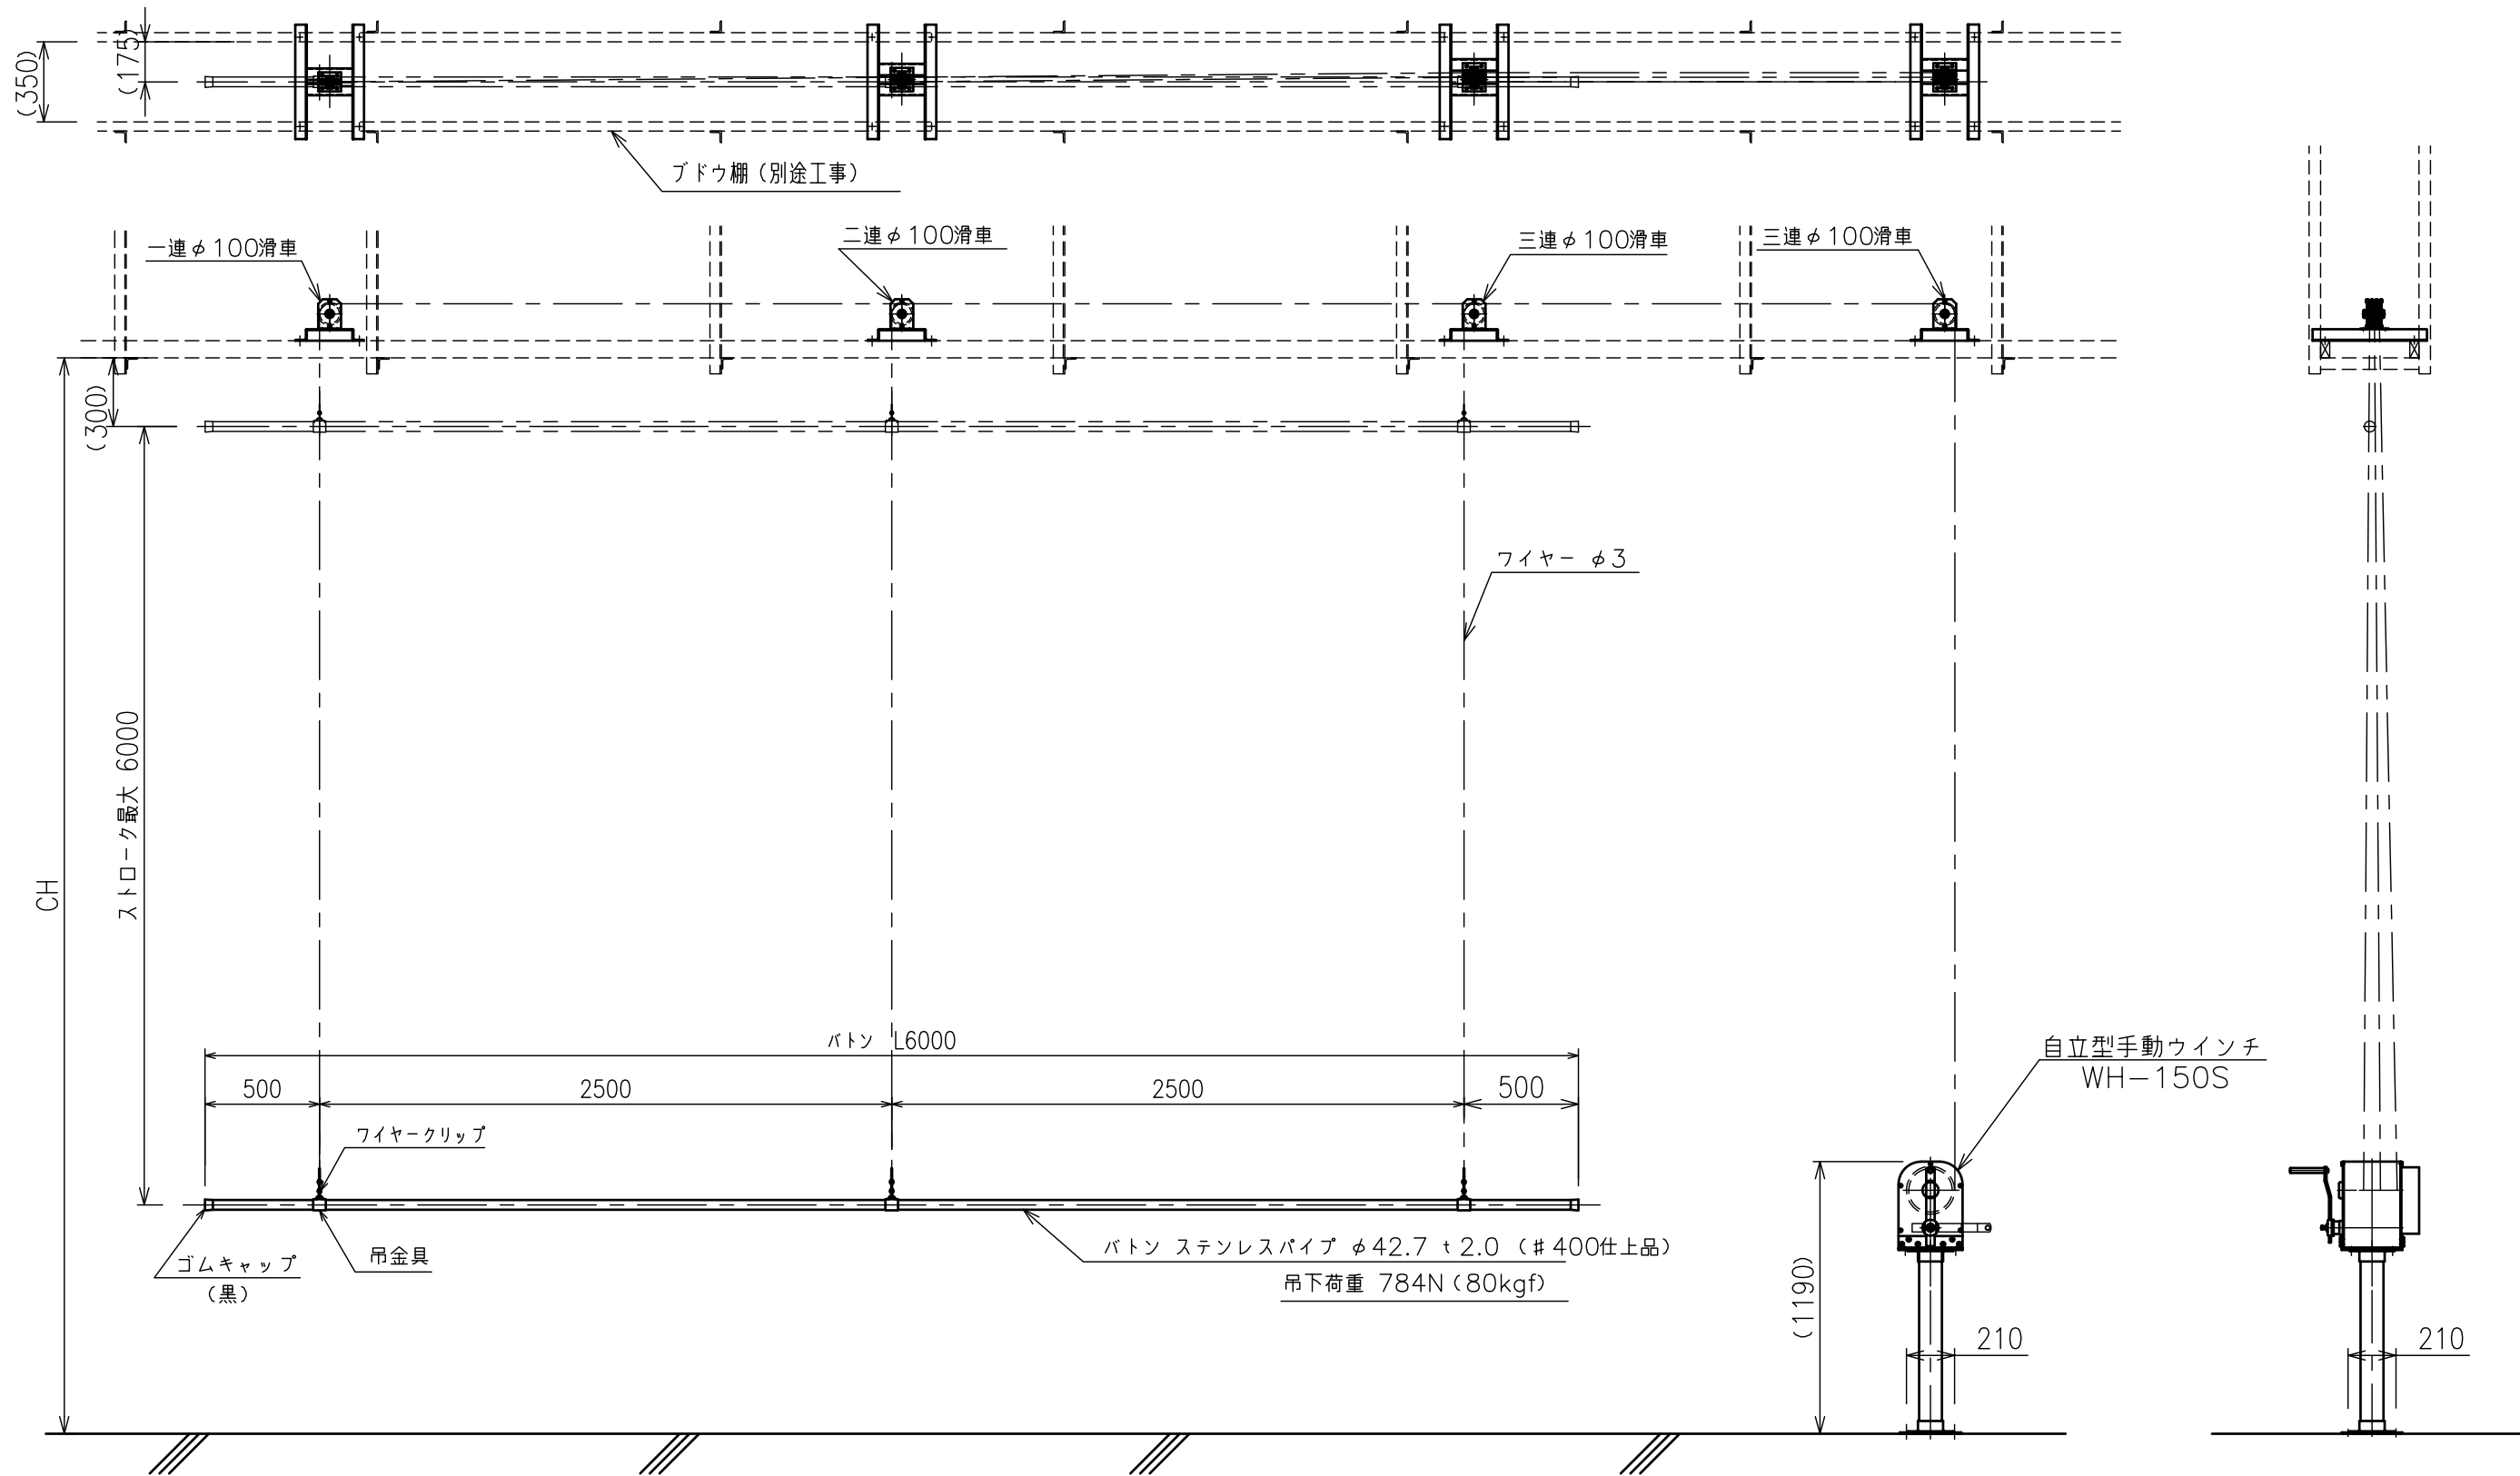 (350)
(175)
ブドウ棚(別途工事)
一連φ100滑車
二連φ100滑車
三連φ100滑車
三連φ100滑車
(300)
ワイヤー φ3
ストローク最大 6000
CH
バトン L6000
500
2500
2500
500
自立型手動ウインチ
WH-150S
ワイヤークリップ
ゴムキャップ
(黒)
吊金具
バトン ステンレスパイプ φ42.7 t2.0 (#400仕上品)
吊下荷重 784N(80kgf)
(1190)
210
210